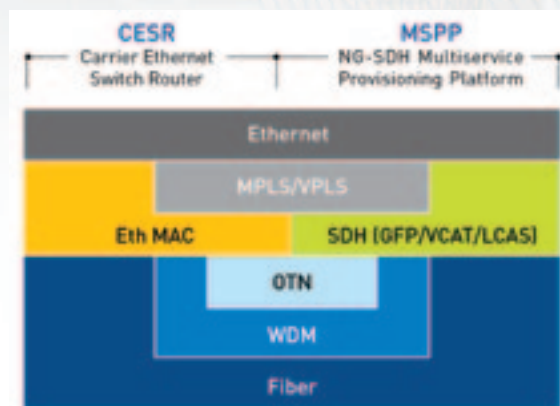 CESR
Carrier Ethernet
Switch Router
MSPP
NG-SDH Multiservice
Provisioning Platform
Ethernet
MPLS/VPLS
Eth MAC
SDH (GFP/VCAT/LCAS)
OTN
WDM
Fiber